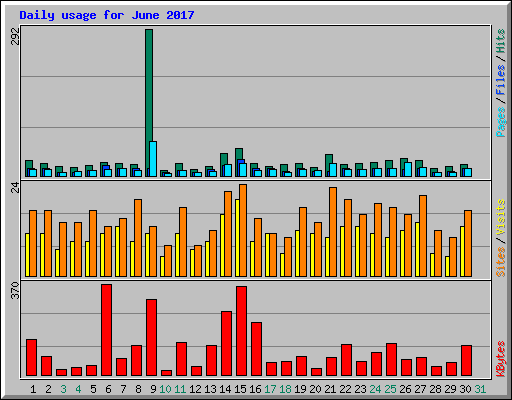 Daily usage for June 2017
292
Pages / Files / Hits
24
Sites / Visits
370
KBytes
1 2 3 4 5 6 7 8 9 10 11 12 13 14 15 16 17 18 19 20 21 22 23 24 25 26 27 28 29 30 31